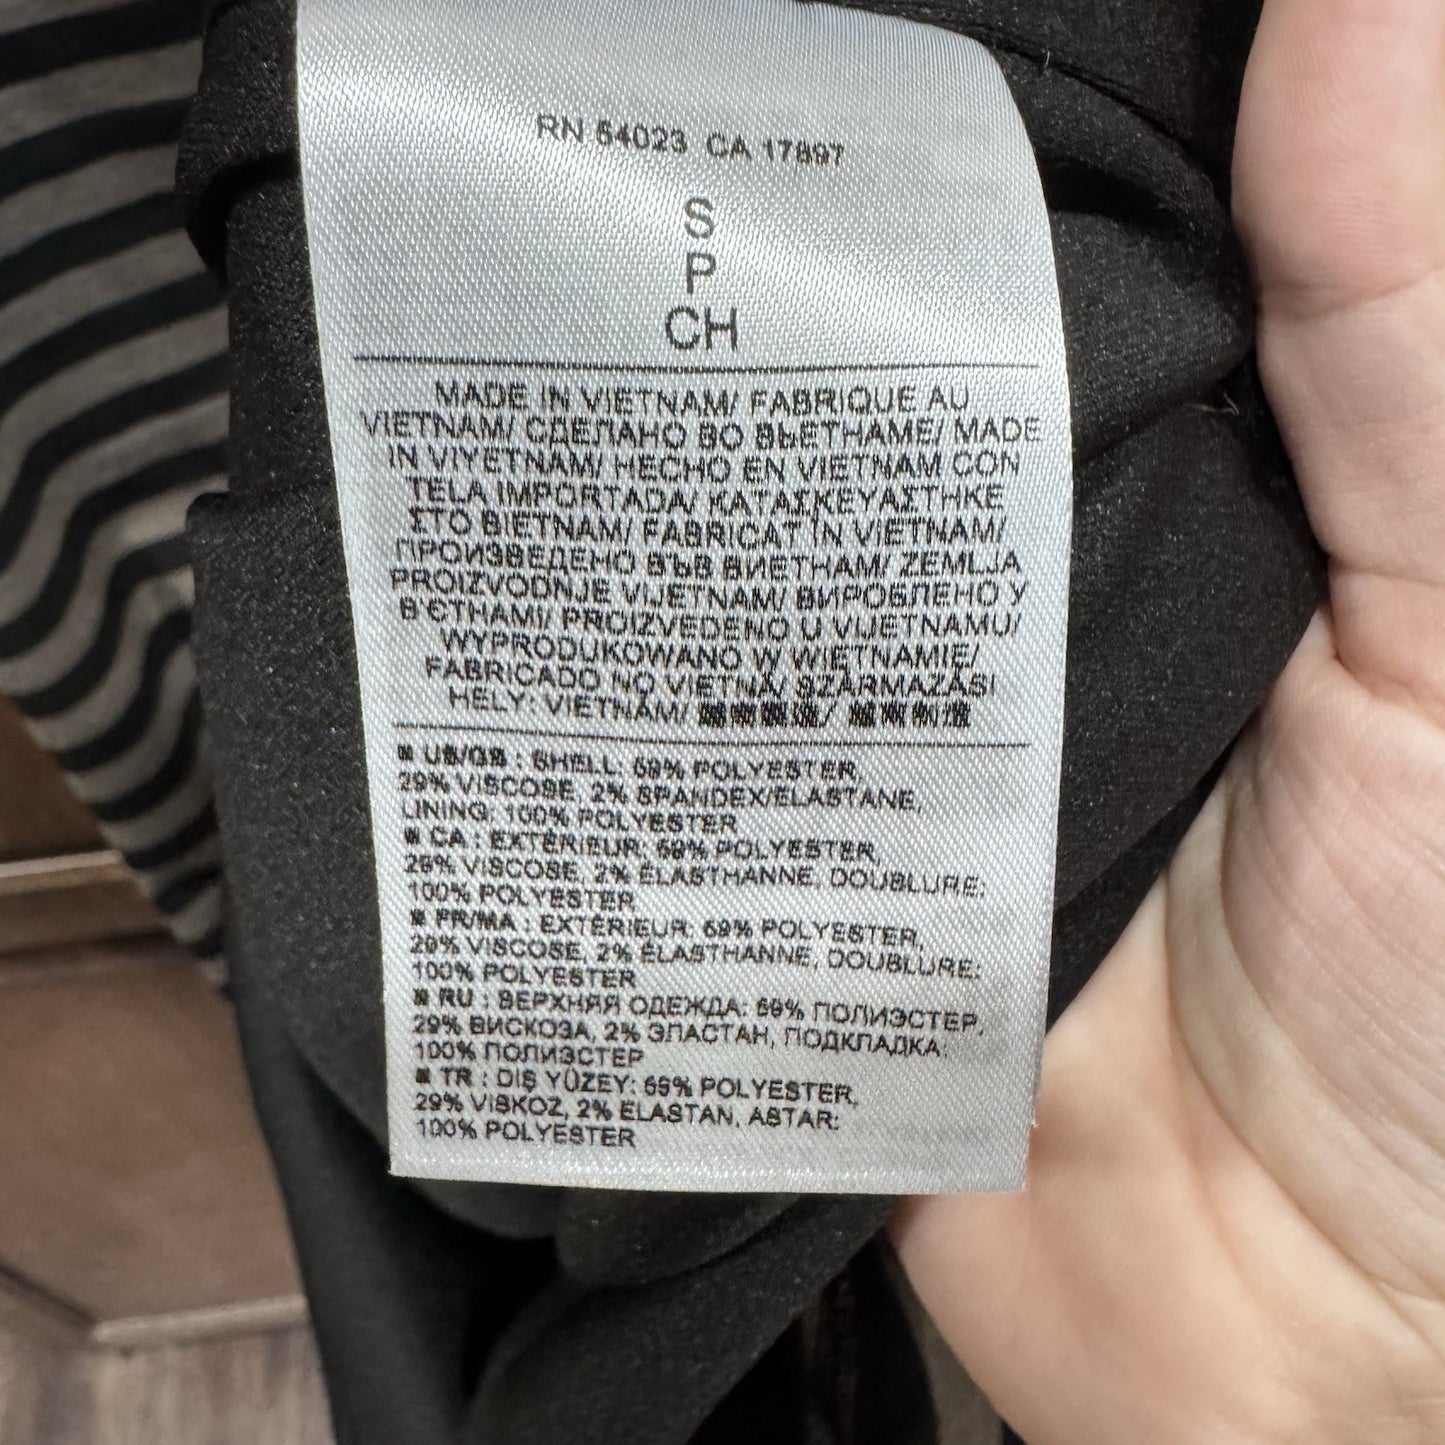 RN 54023 CA 17897
S
P
CH
MADE IN VIETNAM/ FABRIQUE AU
VIETNAM/ СДЕЛАНО ВО ВЬЕТНАМЕ/ MADE
IN VIYETNAM/ HECHO EN VIETNAM CON
TELA IMPORTADA/ ΚΑΤΑΣΚΕΥΑΣΤΗΚΕ
ΣΤΟ ΒΙΕΤΝΑΜ/ FABRICAT ÎN VIETNAM/
ПРОИЗВЕДЕНО ВЪВ ВИЕТНАМ/ ZEMLJA
PROIZVODNJE VIJETNAM/ ВИРОБЛЕНО У
В'ЄТНАМІ/ PROIZVEDENO U VIJETNAMU/
WYPRODUKOWANO W WIETNAMIE/
FABRICADO NO VIETNÃ/ SZÁRMAZÁSI
HELY: VIETNAM/
US/GB : SHELL: 69% POLYESTER,
29% VISCOSE, 2% SPANDEX/ELASTANE,
LINING: 100% POLYESTER
CA : EXTÉRIEUR: 69% POLYESTER,
29% VISCOSE, 2% ÉLASTHANNE, DOUBLURE:
100% POLYESTER
FR/MA : EXTÉRIEUR: 69% POLYESTER,
29% VISCOSE, 2% ÉLASTHANNE, DOUBLURE:
100% POLYESTER
RU : ВЕРХНЯЯ ОДЕЖДА: 69% ПОЛИЭСТЕР,
29% ВИСКОЗА, 2% ЭЛАСТАН, ПОДКЛАДКА:
100% ПОЛИЭСТЕР
TR : DIŞ YÜZEY: 69% POLYESTER,
29% VISKOZ, 2% ELASTAN, ASTAR:
100% POLYESTER